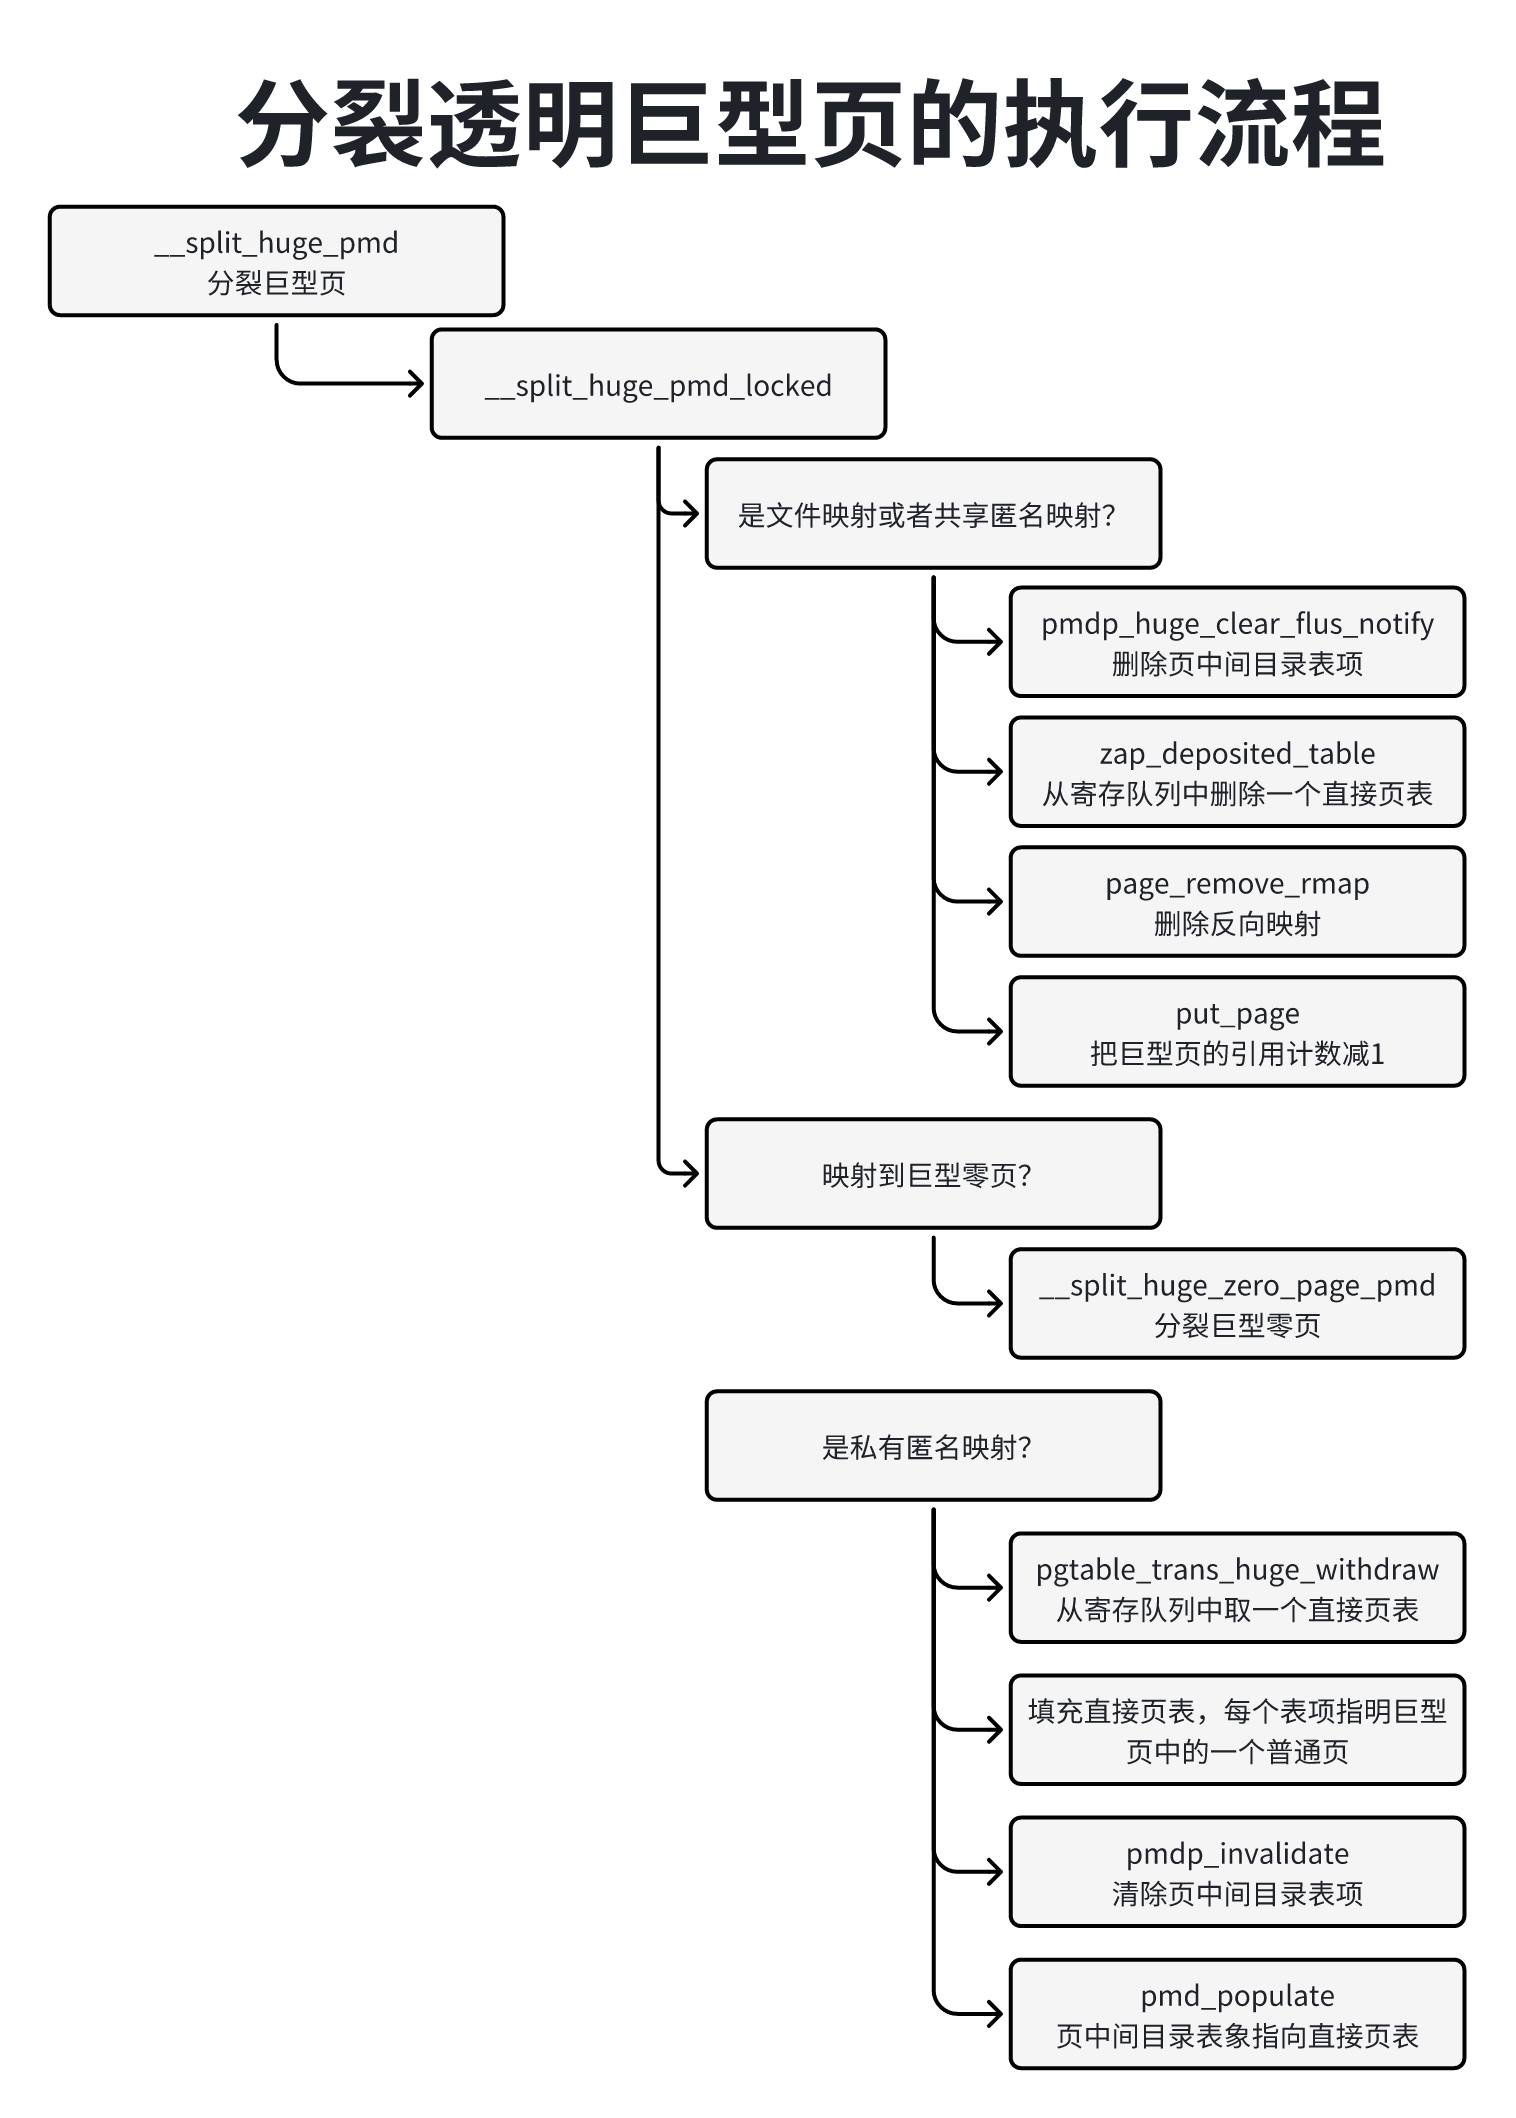 分裂透明巨型页的执行流程
__split_huge_pmd
分裂巨型页
__split_huge_pmd_locked
是文件映射或者共享匿名映射？
pmdp_huge_clear_flus_notify
删除页中间目录表项
zap_deposited_table
从寄存队列中删除一个直接页表
page_remove_rmap
删除反向映射
put_page
把巨型页的引用计数减1
映射到巨型零页？
__split_huge_zero_page_pmd
分裂巨型零页
是私有匿名映射？
pgtable_trans_huge_withdraw
从寄存队列中取一个直接页表
填充直接页表，每个表项指明巨型
页中的一个普通页
pmdp_invalidate
清除页中间目录表项
pmd_populate
页中间目录表象指向直接页表